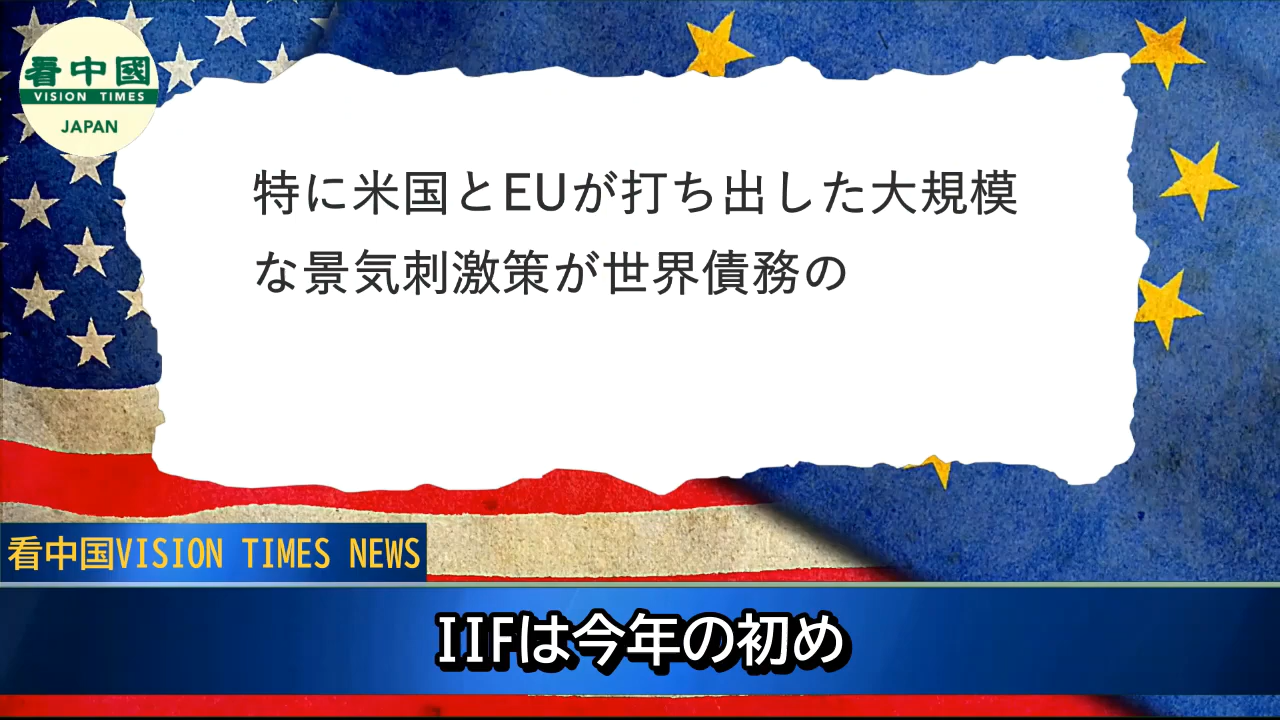 看中國
VISION TIMES
JAPAN
特に米国とEUが打ち出した大規模
な景気刺激策が世界債務の
看中国VISION TIMES NEWS
IIFは今年の初め